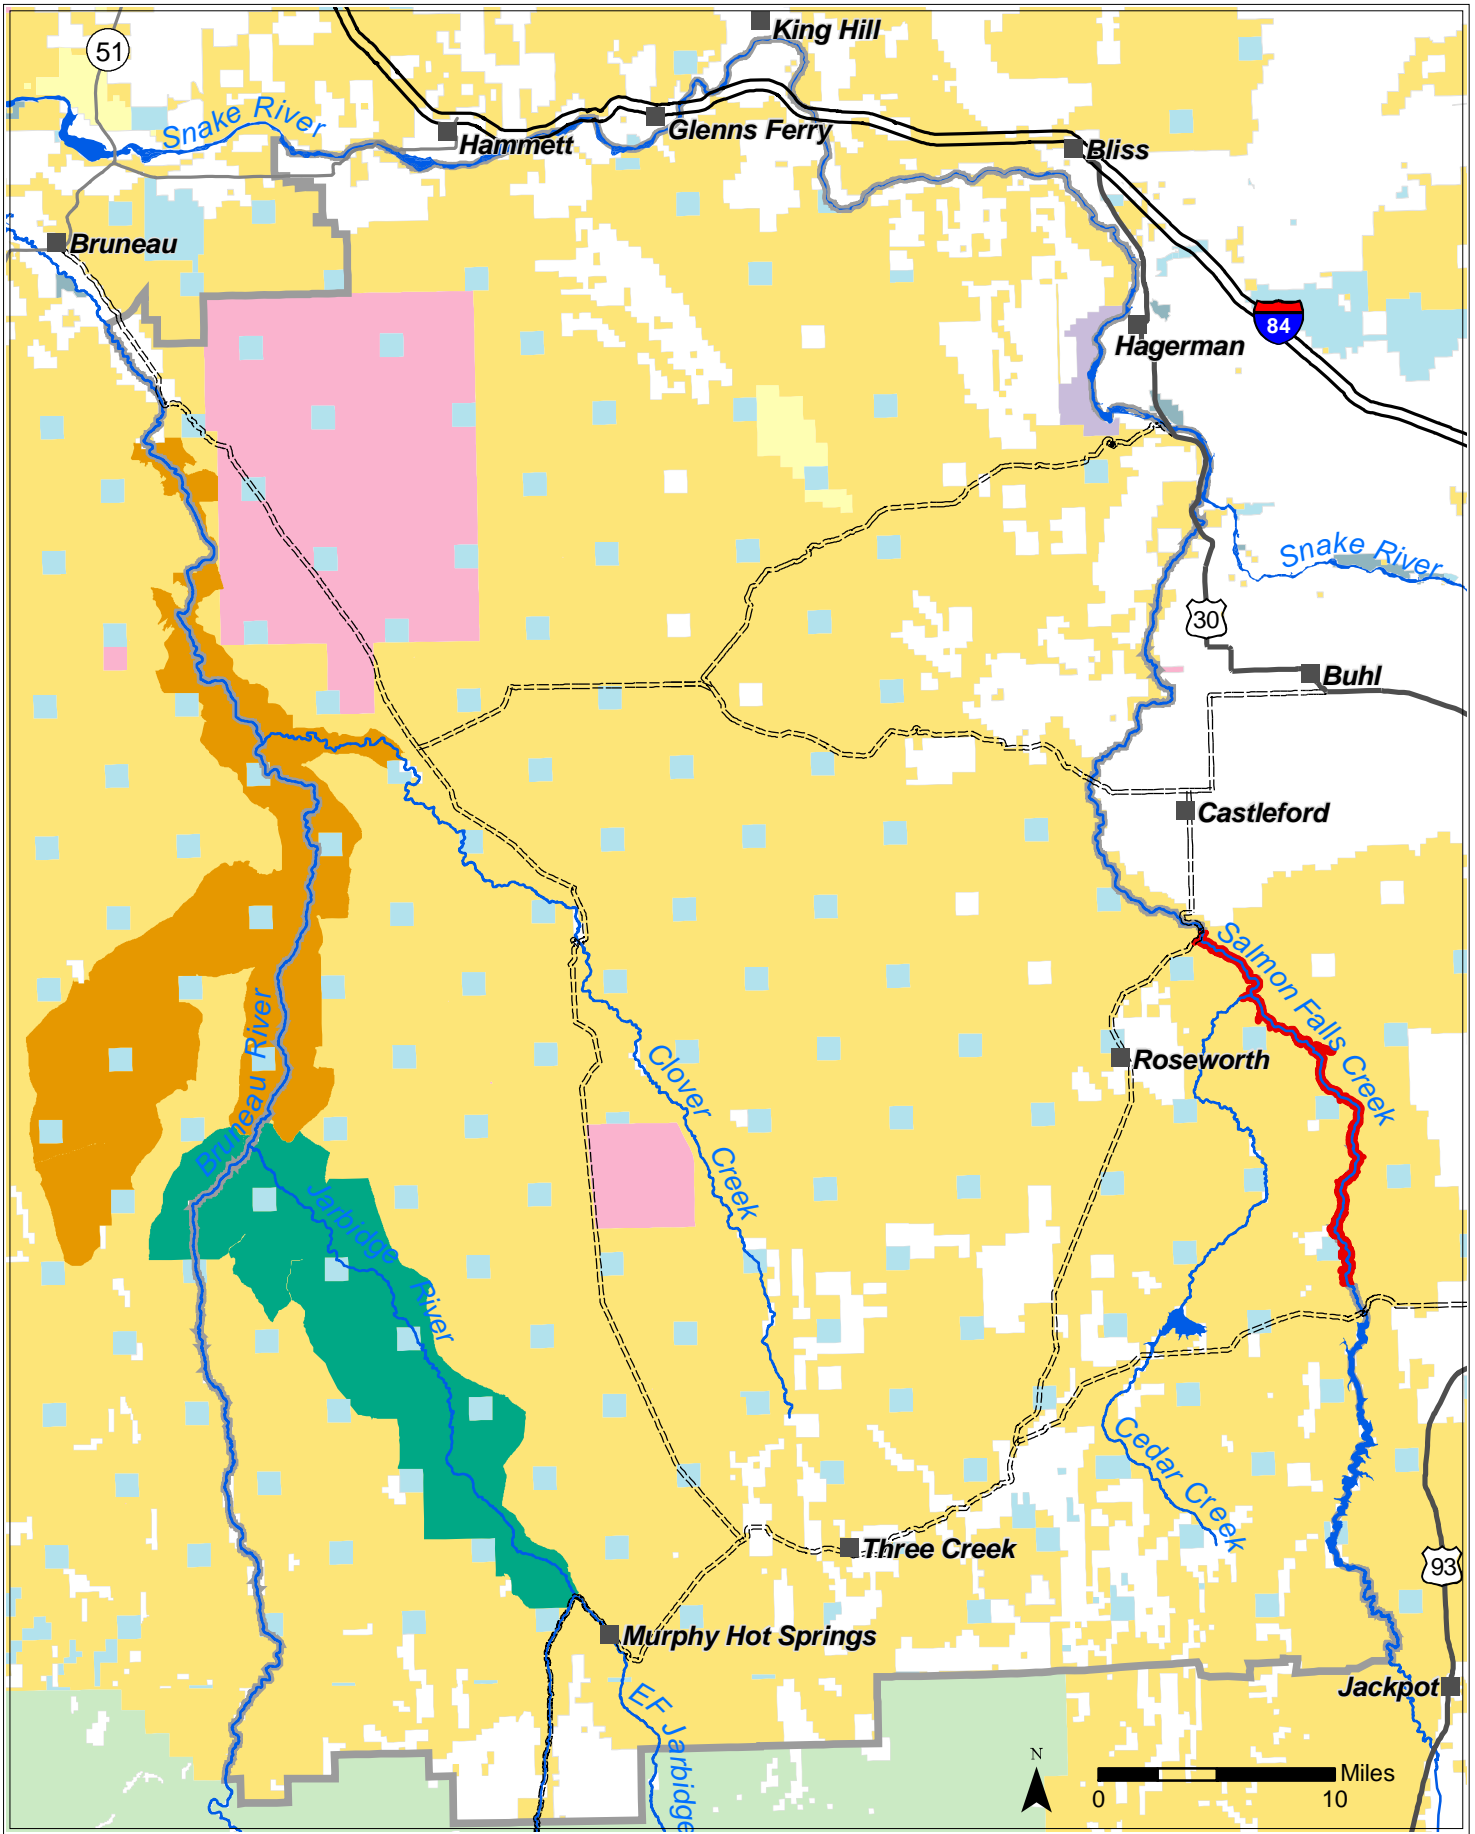 King Hill
51
Snake River
Hammett
Glenns Ferry
Bliss
Bruneau
84
Hagerman
Snake River
30
Buhl
Castleford
Salmon Falls Creek
Bruneau River
Clover Creek
Roseworth
Jarbidge River
Cedar Creek
Three Creek
93
Murphy Hot Springs
Jackpot
EF Jarbidge
N
Miles
0 10